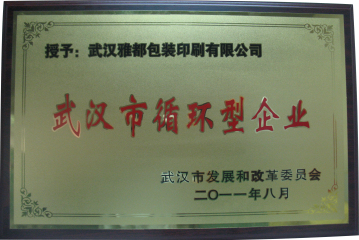 授予：武汉雅都包装印刷有限公司
武汉市循环型企业
武汉市发展和改革委员会
二〇一一年八月